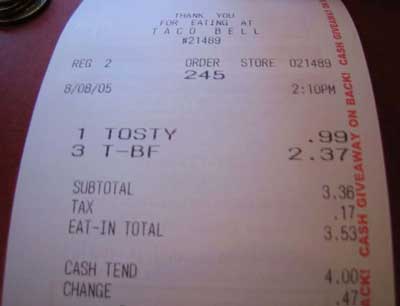 THANK YOU
FOR EATING AT
TACO BELL
#21489
REG 2 ORDER STORE 021489
245
8/08/05 2:10PM
1 TOSTY .99
3 T-BF 2.37
SUBTOTAL 3.36
TAX .17
EAT-IN TOTAL 3.53
CASH TEND 4.00
CHANGE .47
CASH GIVEAWAY ON BACK! CASH GIVEAWAY ON BACK!